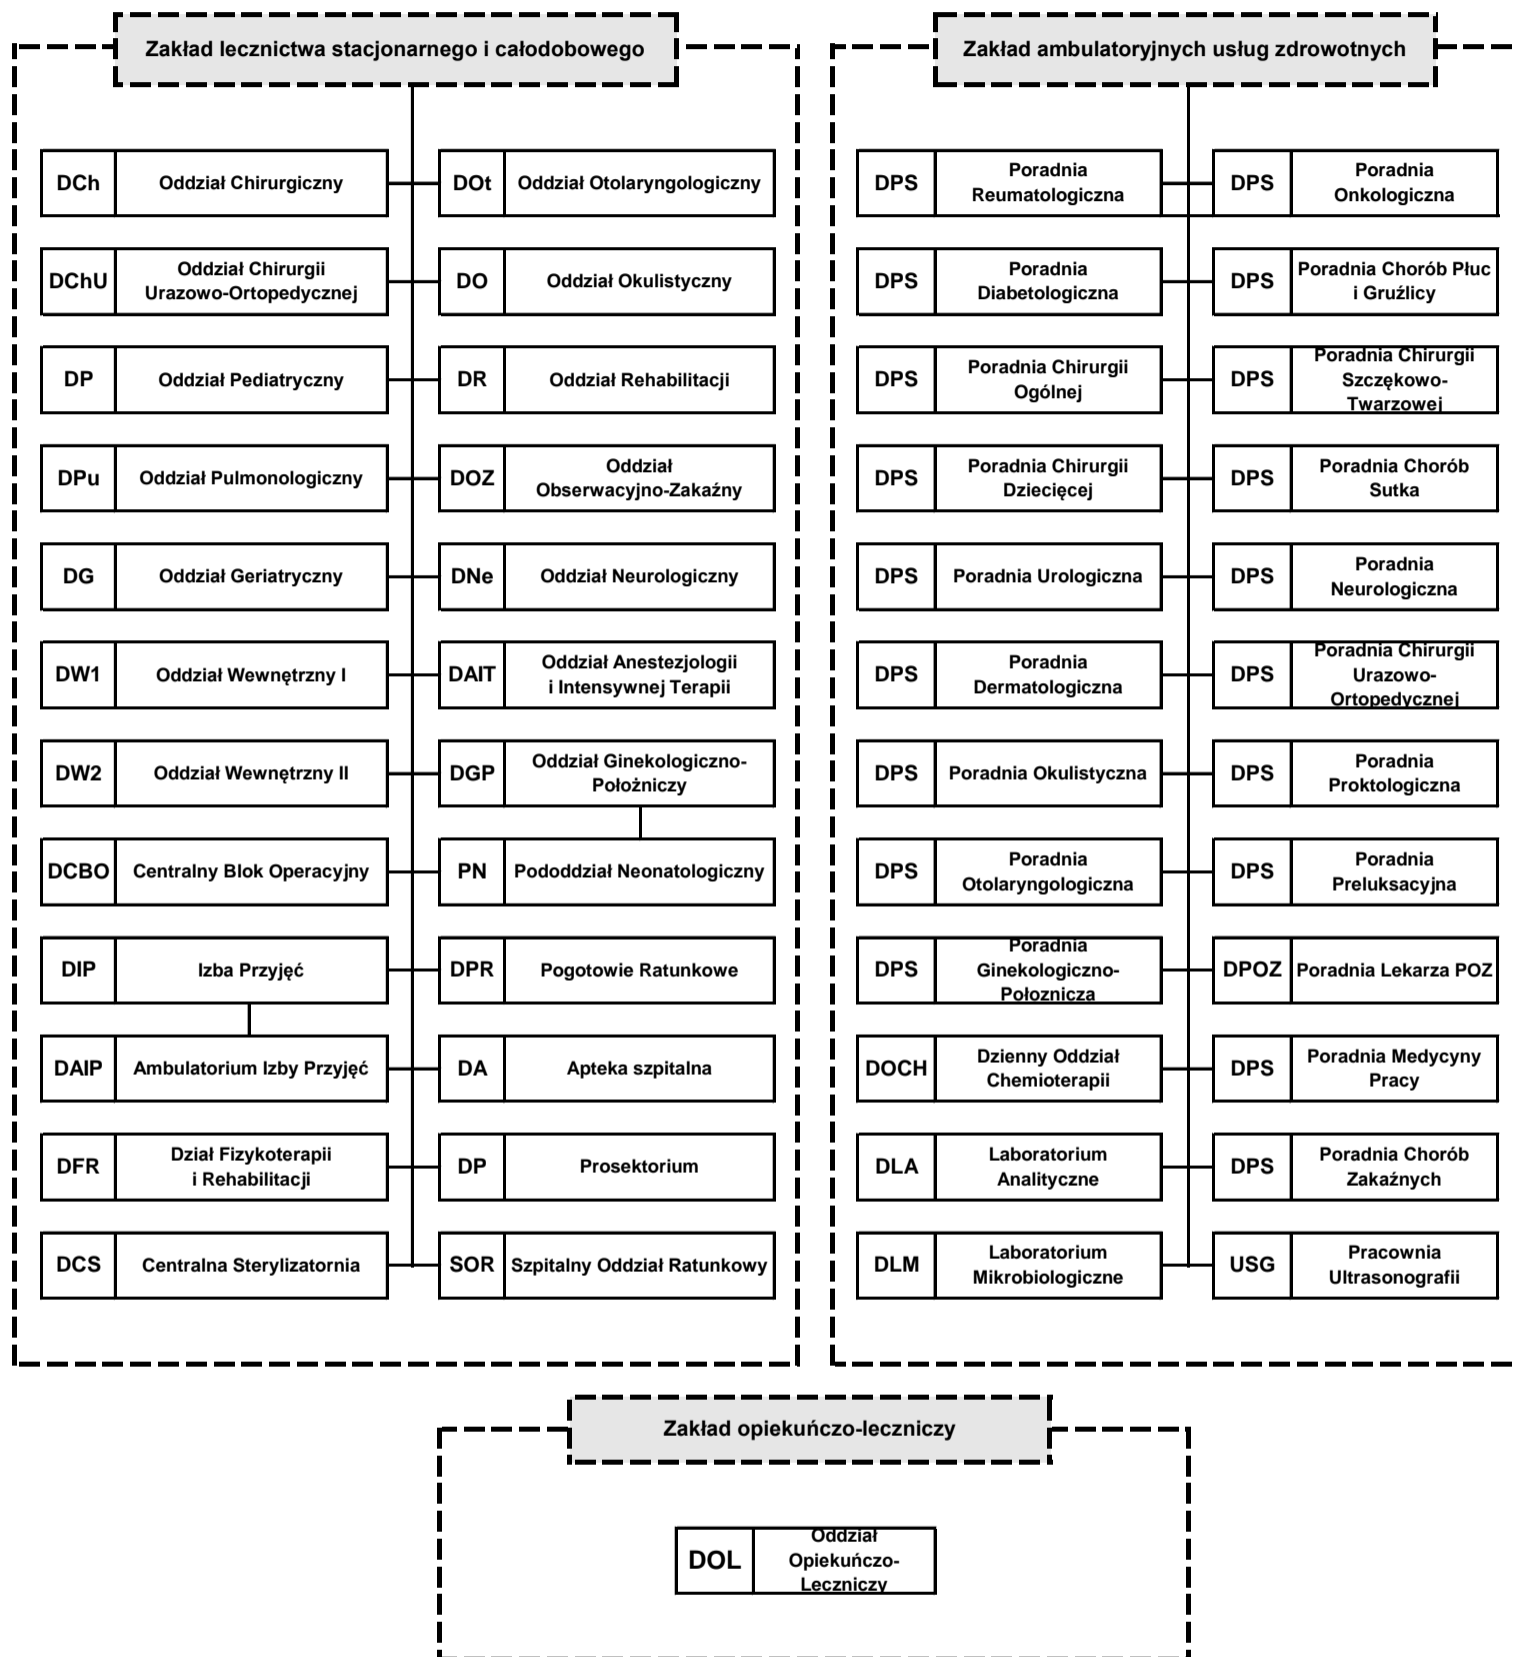 Zakład lecznictwa stacjonarnego i całodobowego
DCh
Oddział Chirurgiczny
DOt
Oddział Otolaryngologiczny
DChU
Oddział Chirurgii
Urazowo-Ortopedycznej
DO
Oddział Okulistyczny
DP
Oddział Pediatryczny
DR
Oddział Rehabilitacji
DPu
Oddział Pulmonologiczny
DOZ
Oddział
Obserwacyjno-Zakaźny
DG
Oddział Geriatryczny
DNe
Oddział Neurologiczny
DW1
Oddział Wewnętrzny I
DAIT
Oddział Anestezjologii
i Intensywnej Terapii
DW2
Oddział Wewnętrzny II
DGP
Oddział Ginekologiczno-
Położniczy
DCBO
Centralny Blok Operacyjny
PN
Pododdział Neonatologiczny
DIP
Izba Przyjęć
DPR
Pogotowie Ratunkowe
DAIP
Ambulatorium Izby Przyjęć
DA
Apteka szpitalna
DFR
Dział Fizykoterapii
i Rehabilitacji
DP
Prosektorium
DCS
Centralna Sterylizatornia
SOR
Szpitalny Oddział Ratunkowy
Zakład ambulatoryjnych usług zdrowotnych
DPS
Poradnia
Reumatologiczna
DPS
Poradnia
Onkologiczna
DPS
Poradnia
Diabetologiczna
DPS
Poradnia Chorób Płuc
i Gruźlicy
DPS
Poradnia Chirurgii
Ogólnej
DPS
Poradnia Chirurgii
Szczękowo-
Twarzowej
DPS
Poradnia Chirurgii
Dziecięcej
DPS
Poradnia Chorób
Sutka
DPS
Poradnia Urologiczna
DPS
Poradnia
Neurologiczna
DPS
Poradnia
Dermatologiczna
DPS
Poradnia Chirurgii
Urazowo-
Ortopedycznej
DPS
Poradnia Okulistyczna
DPS
Poradnia
Proktologiczna
DPS
Poradnia
Otolaryngologiczna
DPS
Poradnia
Preluksacyjna
DPS
Poradnia
Ginekologiczno-
Połoznicza
DPOZ
Poradnia Lekarza POZ
DOCH
Dzienny Oddział
Chemioterapii
DPS
Poradnia Medycyny
Pracy
DLA
Laboratorium
Analityczne
DPS
Poradnia Chorób
Zakaźnych
DLM
Laboratorium
Mikrobiologiczne
USG
Pracownia
Ultrasonografii
Zakład opiekuńczo-leczniczy
DOL
Oddział
Opiekuńczo-
Leczniczy